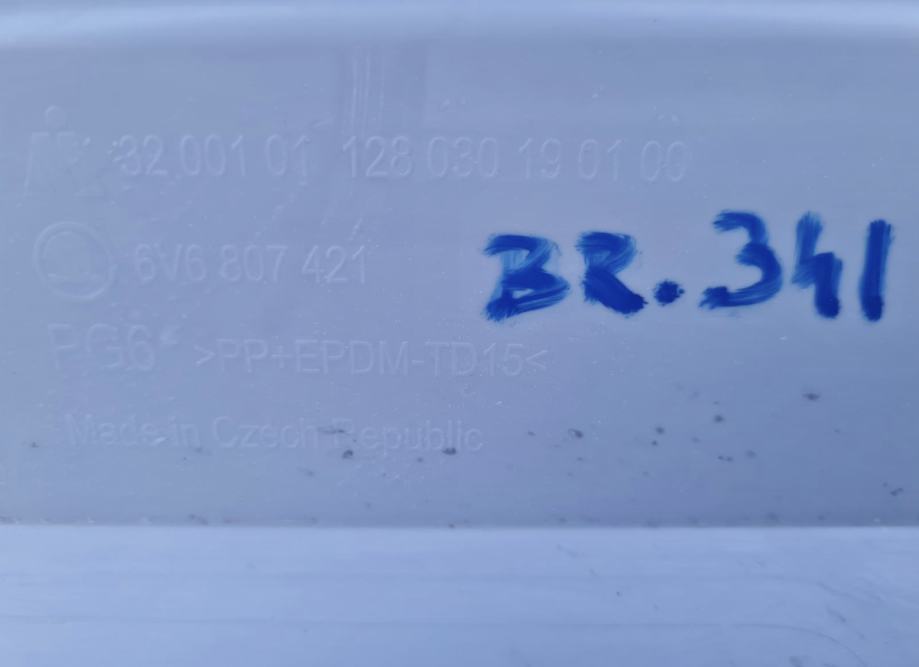 32 001 01 128 030 19 01 00
6V6 807 421
BR.341
PG6 >PP+EPDM-TD15<
Made in Czech Republic